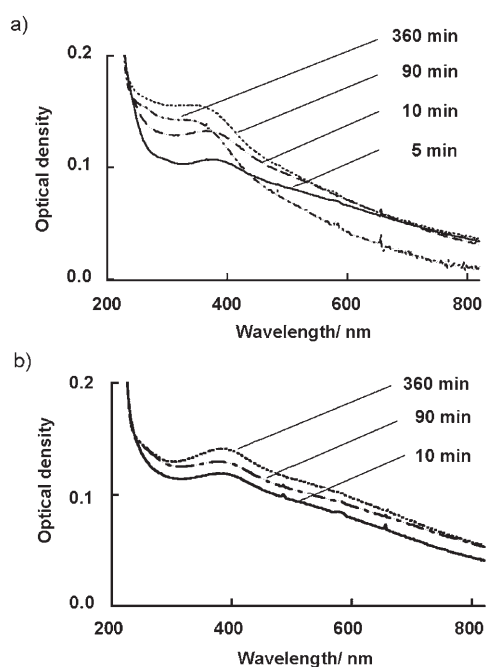 a)
0.2
360 min
90 min
10 min
0.1
5 min
Optical density
0.0
200 400 600 800
Wavelength/ nm
b)
0.2
360 min
90 min
10 min
0.1
Optical density
0.0
200 400 600 800
Wavelength/ nm